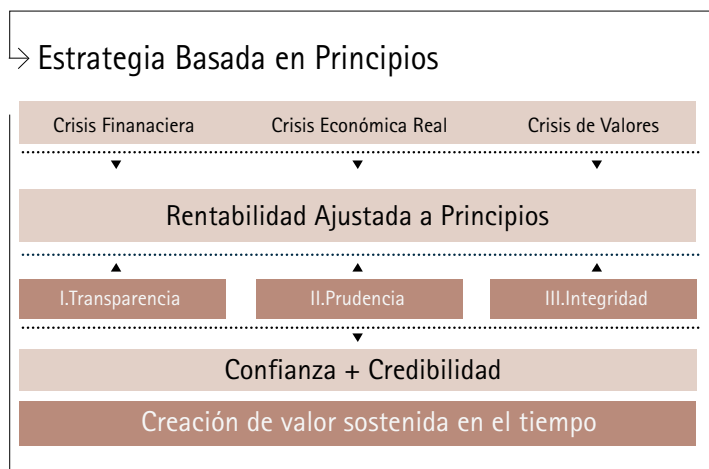 Estrategia Basada en Principios
Crisis Finanaciera
Crisis Económica Real
Crisis de Valores
Rentabilidad Ajustada a Principios
I.Transparencia
II.Prudencia
III.Integridad
Confianza + Credibilidad
Creación de valor sostenida en el tiempo